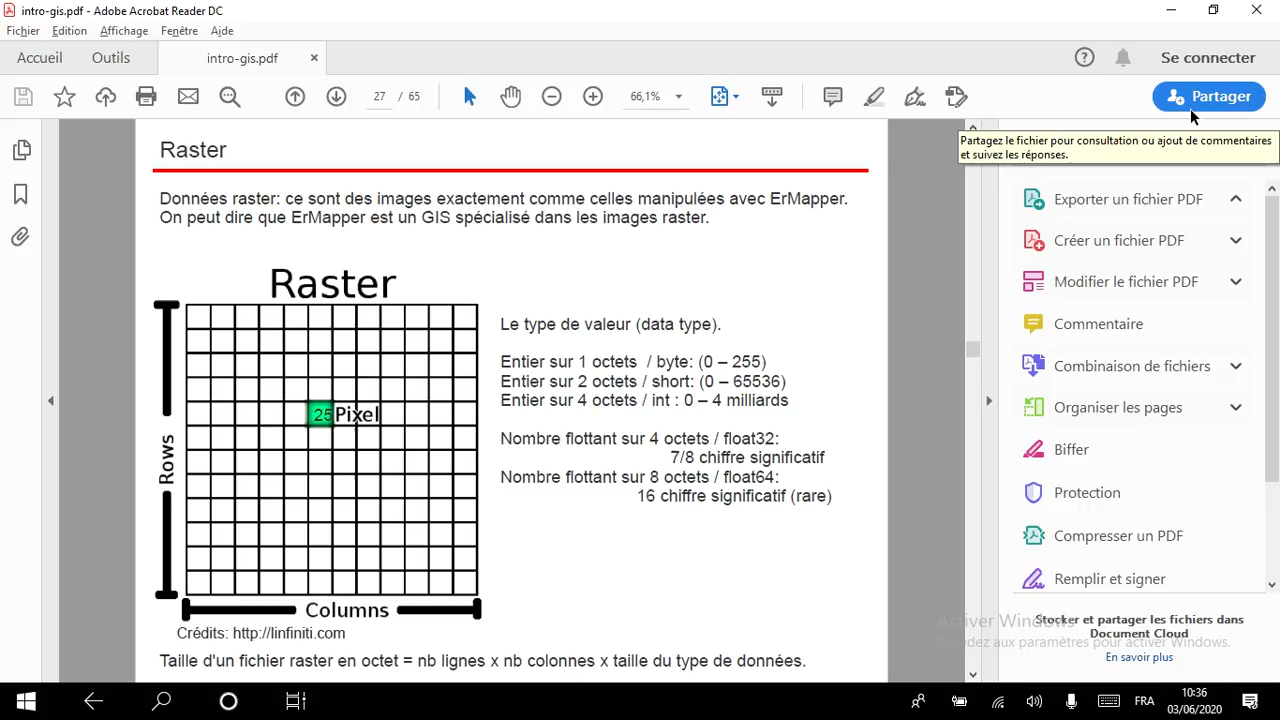 intro-gis.pdf - Adobe Acrobat Reader DC
Fichier Edition Affichage Fenêtre Aide
Accueil Outils intro-gis.pdf × Se connecter
27 / 65 66,1% Partager
Partagez le fichier pour consultation ou ajout de commentaires
et suivez les réponses.
Raster
Données raster: ce sont des images exactement comme celles manipulées avec ErMapper.
On peut dire que ErMapper est un GIS spécialisé dans les images raster.
Raster
25 Pixel
Rows
Columns
Crédits: http://linfiniti.com
Le type de valeur (data type).
Entier sur 1 octets / byte: (0 – 255)
Entier sur 2 octets / short: (0 – 65536)
Entier sur 4 octets / int : 0 – 4 milliards
Nombre flottant sur 4 octets / float32:
7/8 chiffre significatif
Nombre flottant sur 8 octets / float64:
16 chiffre significatif (rare)
Taille d'un fichier raster en octet = nb lignes x nb colonnes x taille du type de données.
Exporter un fichier PDF
Créer un fichier PDF
Modifier le fichier PDF
Commentaire
Combinaison de fichiers
Organiser les pages
Biffer
Protection
Compresser un PDF
Remplir et signer
Stocker et partager les fichiers dans
Document Cloud
En savoir plus
Activer Windows
Accédez aux paramètres pour activer Windows.
FRA
10:36
03/06/2020